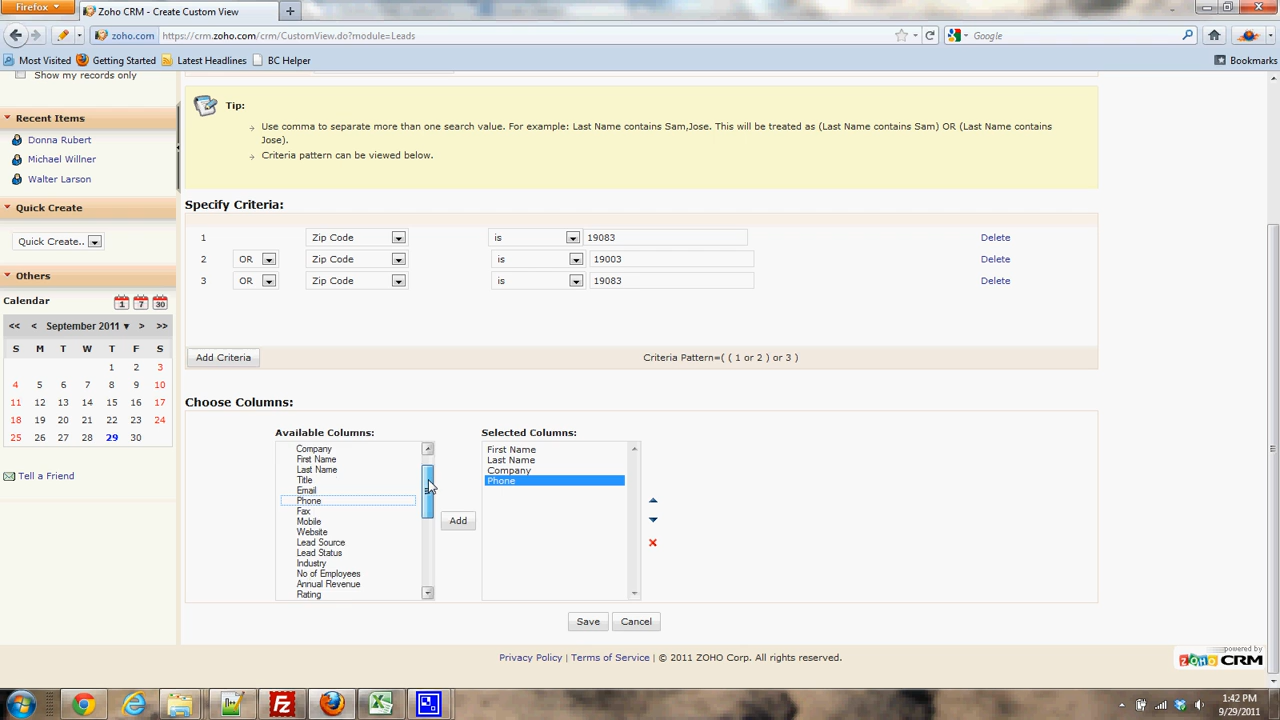 Firefox
Zoho CRM - Create Custom View
zoho.com
https://crm.zoho.com/crm/CustomView.do?module=Leads
Google
Most Visited
Getting Started
Latest Headlines
BC Helper
Bookmarks
Show my records only
Recent Items
Donna Rubert
Michael Willner
Walter Larson
Quick Create
Quick Create..
Others
Calendar
1 7 30
<< < September 2011 > >>
S M T W T F S
1 2 3
4 5 6 7 8 9 10
11 12 13 14 15 16 17
18 19 20 21 22 23 24
25 26 27 28 29 30
Tell a Friend
Tip:
Use comma to separate more than one search value. For example: Last Name contains Sam,Jose. This will be treated as (Last Name contains Sam) OR (Last Name contains
Jose).
Criteria pattern can be viewed below.
Specify Criteria:
1 Zip Code is 19083 Delete
2 OR Zip Code is 19003 Delete
3 OR Zip Code is 19083 Delete
Add Criteria
Criteria Pattern=( ( 1 or 2 ) or 3 )
Choose Columns:
Available Columns:
Company
First Name
Last Name
Title
Email
Phone
Fax
Mobile
Website
Lead Source
Lead Status
Industry
No of Employees
Annual Revenue
Rating
Add
Selected Columns:
First Name
Last Name
Company
Phone
Save
Cancel
Privacy Policy | Terms of Service | © 2011 ZOHO Corp. All rights reserved.
powered by
ZOHO CRM
1:42 PM
9/29/2011